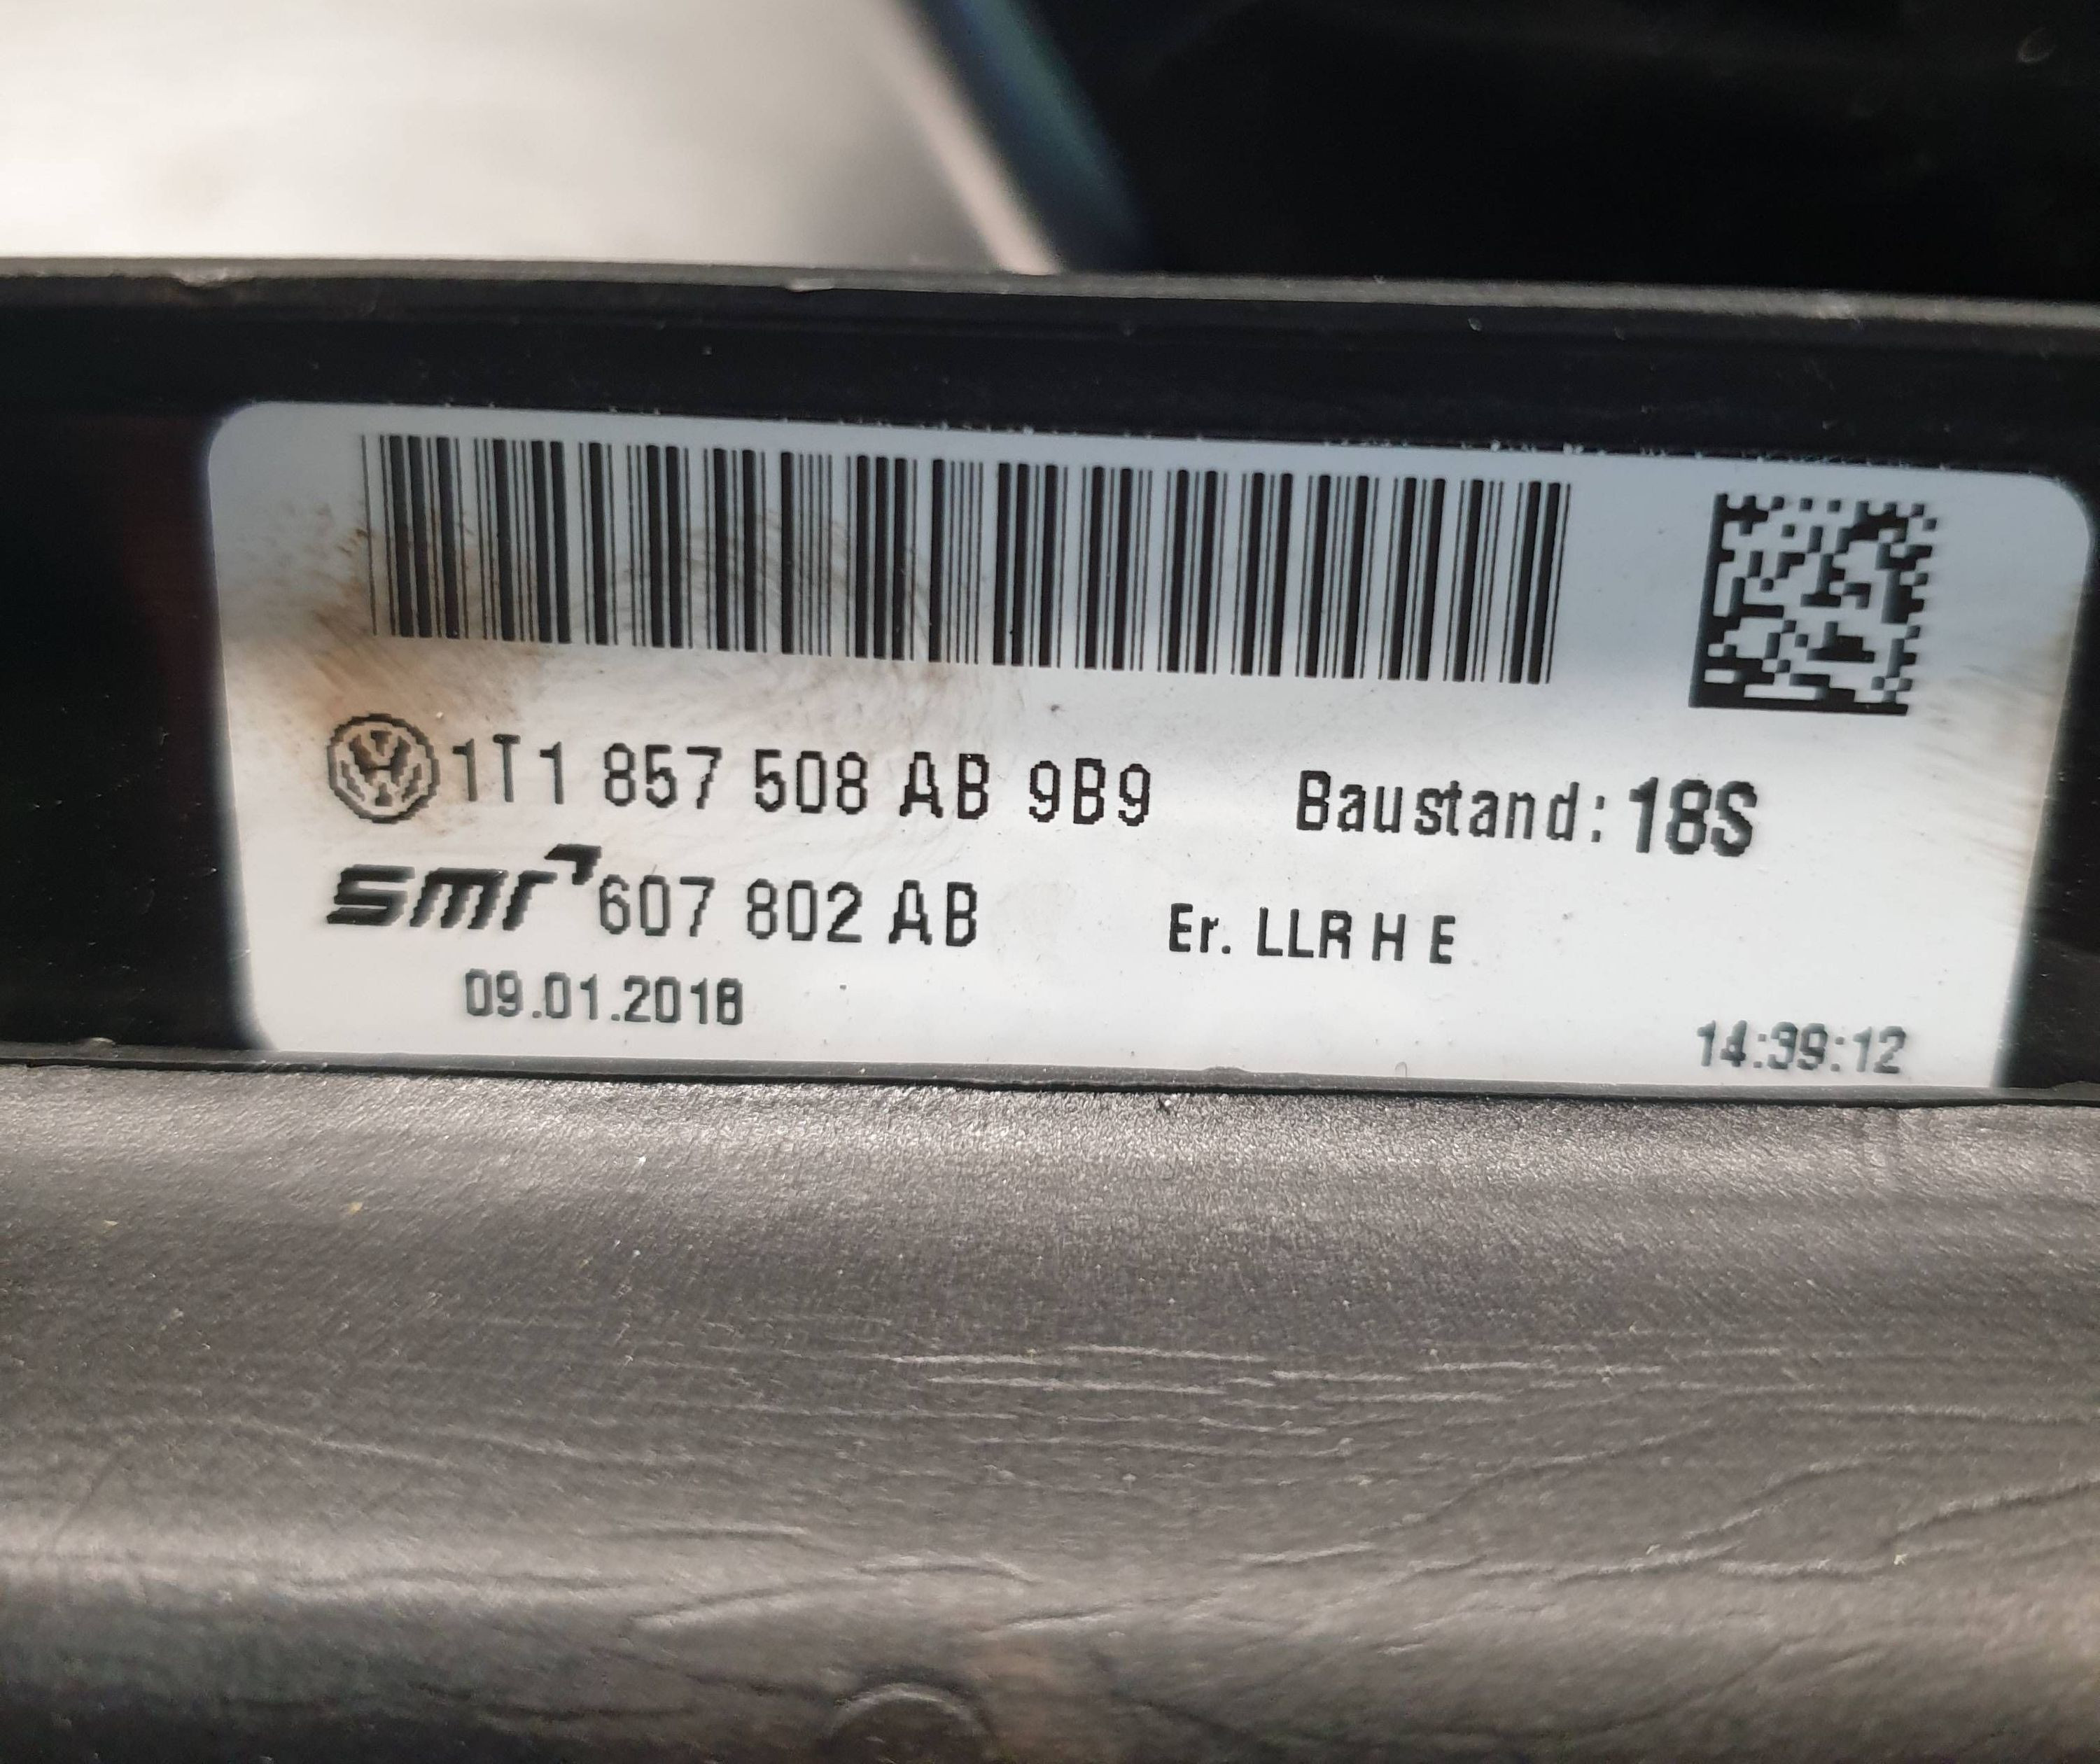 1T1 857 508 AB 9B9 Baustand: 18S
smr 607 802 AB Er. LLR H E
09.01.2018 14:39:12